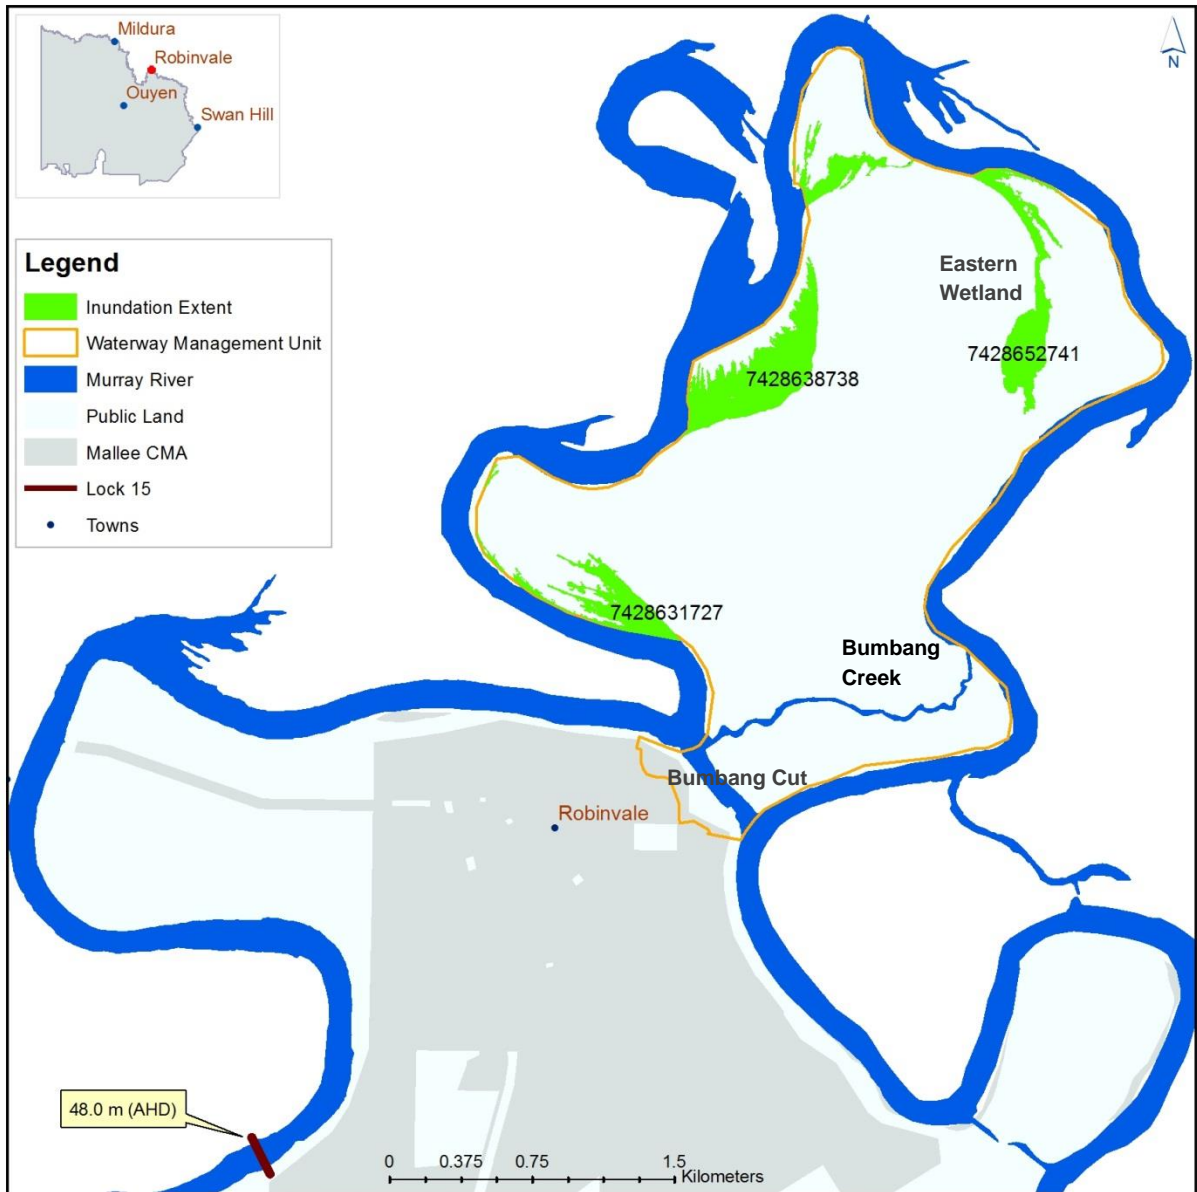 Mildura
Robinvale
Ouyen
Swan Hill
N
Legend
Inundation Extent
Waterway Management Unit
Murray River
Public Land
Mallee CMA
Lock 15
Towns
Eastern
Wetland
7428652741
7428638738
7428631727
Bumbang
Creek
Bumbang Cut
Robinvale
48.0 m (AHD)
0 0.375 0.75 1.5
Kilometers